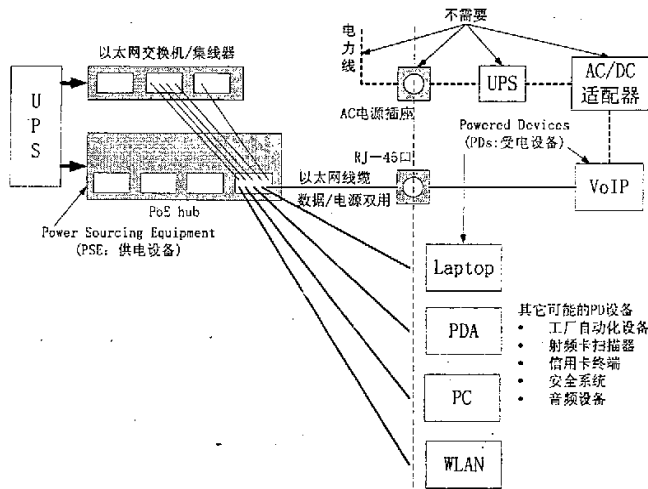 不需要
以太网交换机/集线器
电力线
UPS
AC/DC
适配器
AC电源插座
UPS
Powered Devices
(PDs:受电设备)
RJ—45口
以太网线缆
数据/电源双用
VoIP
PoE hub
Power Sourcing Equipment
(PSE: 供电设备)
Laptop
其它可能的PD设备
• 工厂自动化设备
• 射频卡扫描器
• 信用卡终端
• 安全系统
• 音频设备
PDA
PC
WLAN